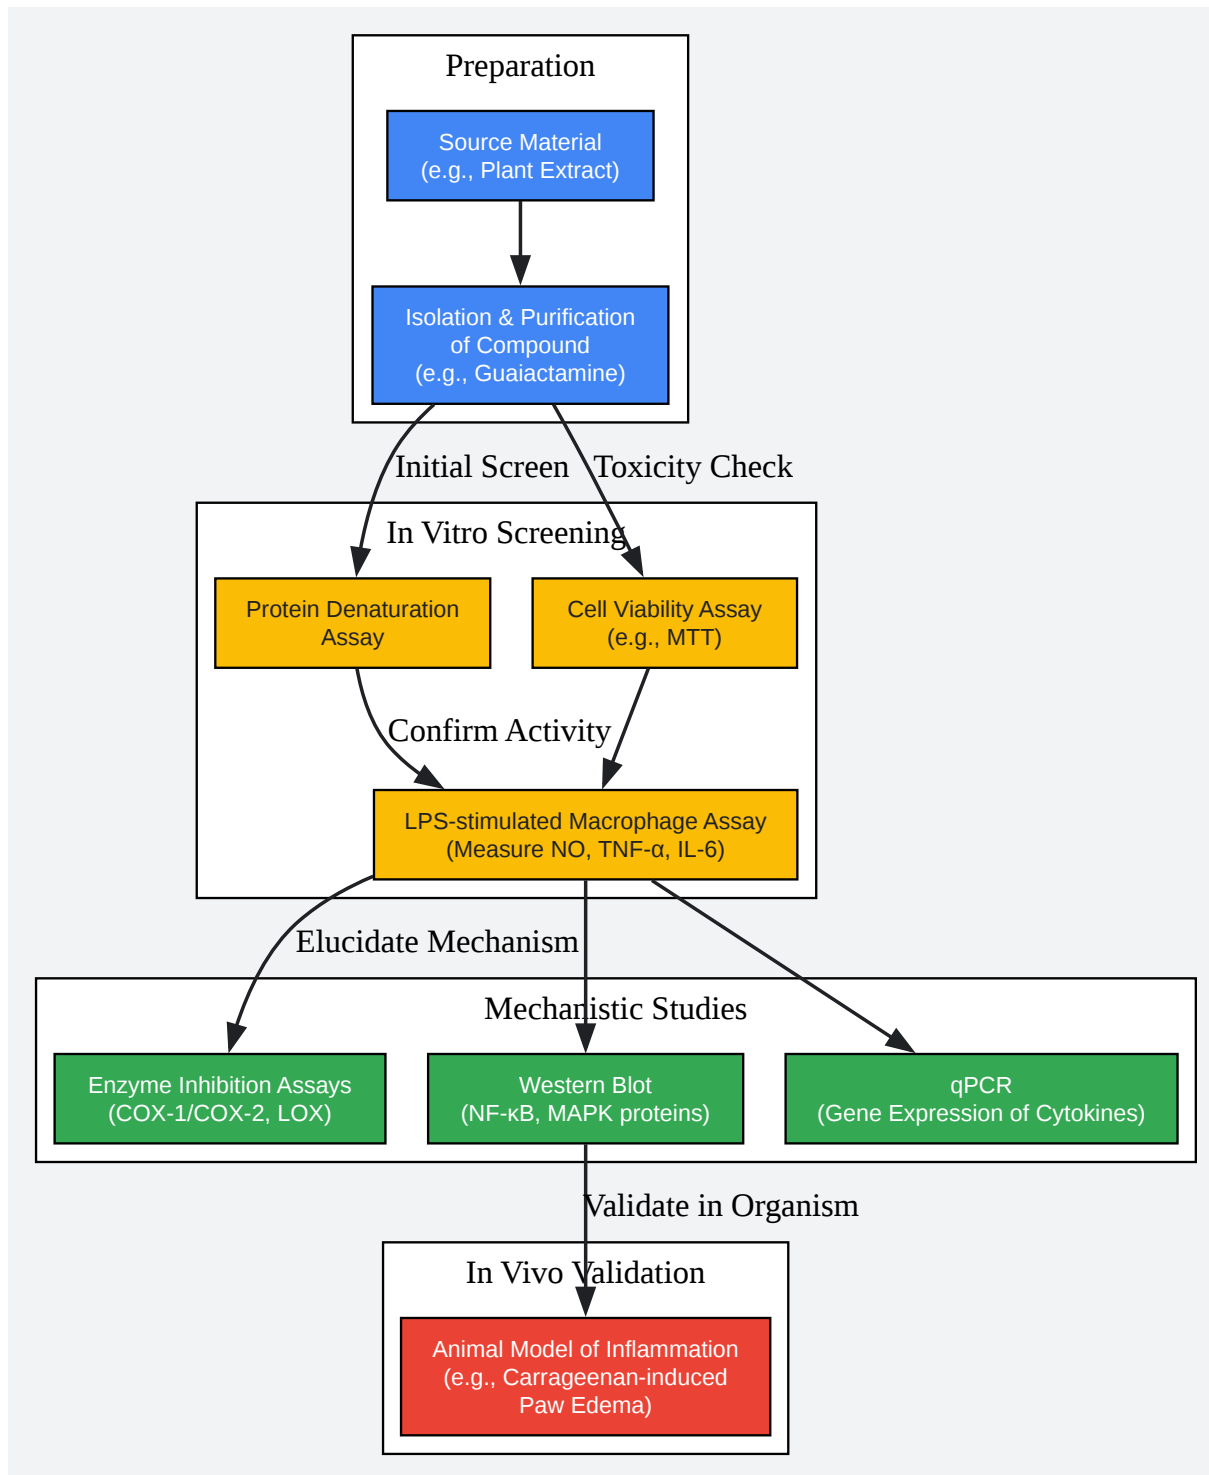 Preparation
Source Material
(e.g., Plant Extract)
Isolation & Purification
of Compound
(e.g., Guaiactamine)
Initial Screen
Toxicity Check
In Vitro Screening
Protein Denaturation
Assay
Cell Viability Assay
(e.g., MTT)
Confirm Activity
LPS-stimulated Macrophage Assay
(Measure NO, TNF-α, IL-6)
Elucidate Mechanism
Mechanistic Studies
Enzyme Inhibition Assays
(COX-1/COX-2, LOX)
Western Blot
(NF-κB, MAPK proteins)
qPCR
(Gene Expression of Cytokines)
Validate in Organism
In Vivo Validation
Animal Model of Inflammation
(e.g., Carrageenan-induced
Paw Edema)